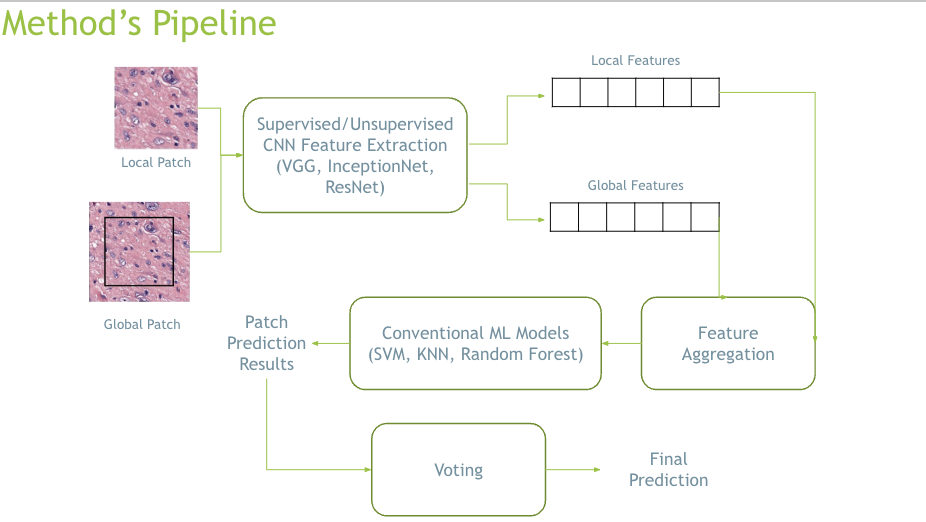 Method's Pipeline
Local Features
Supervised/Unsupervised
CNN Feature Extraction
(VGG, InceptionNet,
ResNet)
Local Patch
Global Features
Global Patch
Patch
Prediction
Results
Conventional ML Models
(SVM, KNN, Random Forest)
Feature
Aggregation
Voting
Final
Prediction